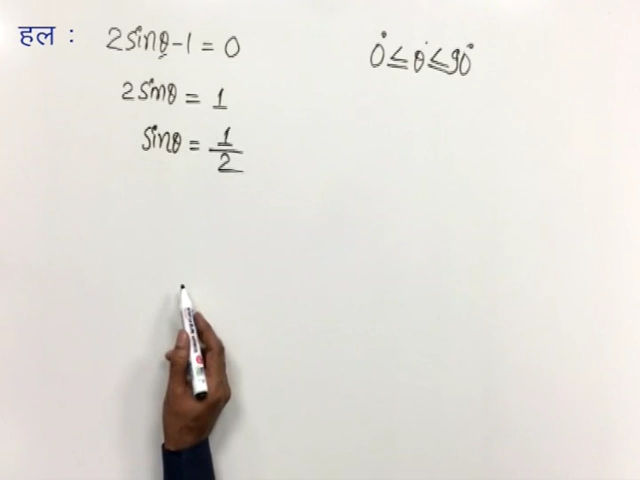 हल : 2sinθ-1 = 0 0° ≤ θ ≤ 90°
2sinθ = 1
sinθ = 1/2